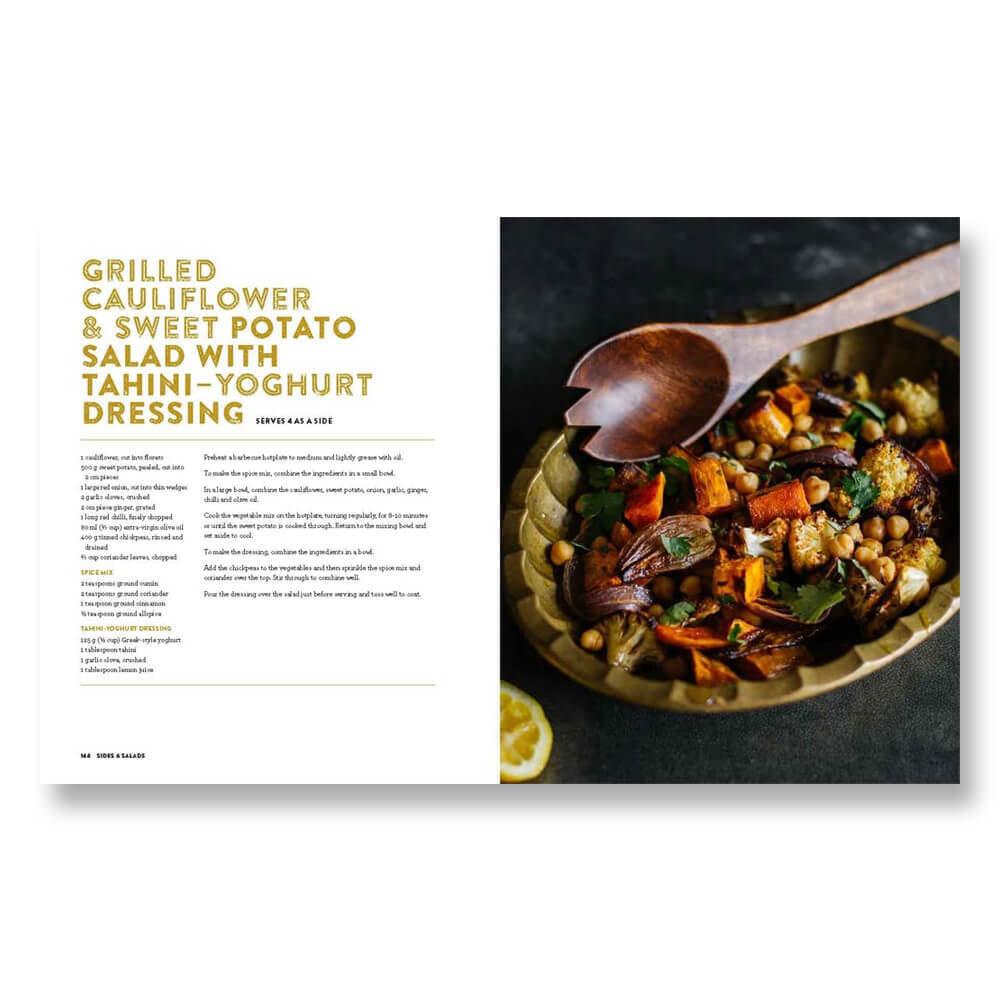 GRILLED
CAULIFLOWER
& SWEET POTATO
SALAD WITH
TAHINI–YOGHURT
DRESSING SERVES 4 AS A SIDE
1 cauliflower, cut into florets
500 g sweet potato, peeled, cut into
2 cm pieces
1 large red onion, cut into thin wedges
2 garlic cloves, crushed
2 cm piece ginger, grated
1 long red chilli, finely chopped
80 ml (⅓ cup) extra-virgin olive oil
400 g tinned chickpeas, rinsed and
drained
cup coriander leaves, chopped
SPICE MIX
2 teaspoons ground cumin
2 teaspoons ground coriander
1 teaspoon ground cinnamon
teaspoon ground allspice
TAHINI-YOGHURT DRESSING
125 g (½ cup) Greek-style yoghurt
1 tablespoon tahini
1 garlic clove, crushed
1 tablespoon lemon juice
Preheat a barbecue hotplate to medium and lightly grease with oil.
To make the spice mix, combine the ingredients in a small bowl.
In a large bowl, combine the cauliflower, sweet potato, onion, garlic, ginger,
chilli and olive oil.
Cook the vegetable mix on the hotplate, turning regularly, for 8-10 minutes
or until the sweet potato is cooked through. Return to the mixing bowl and
set aside to cool.
To make the dressing, combine the ingredients in a bowl.
Add the chickpeas to the vegetables and then sprinkle the spice mix and
coriander over the top. Stir through to combine well.
Pour the dressing over the salad just before serving and toss well to coat.
SIDES & SALADS